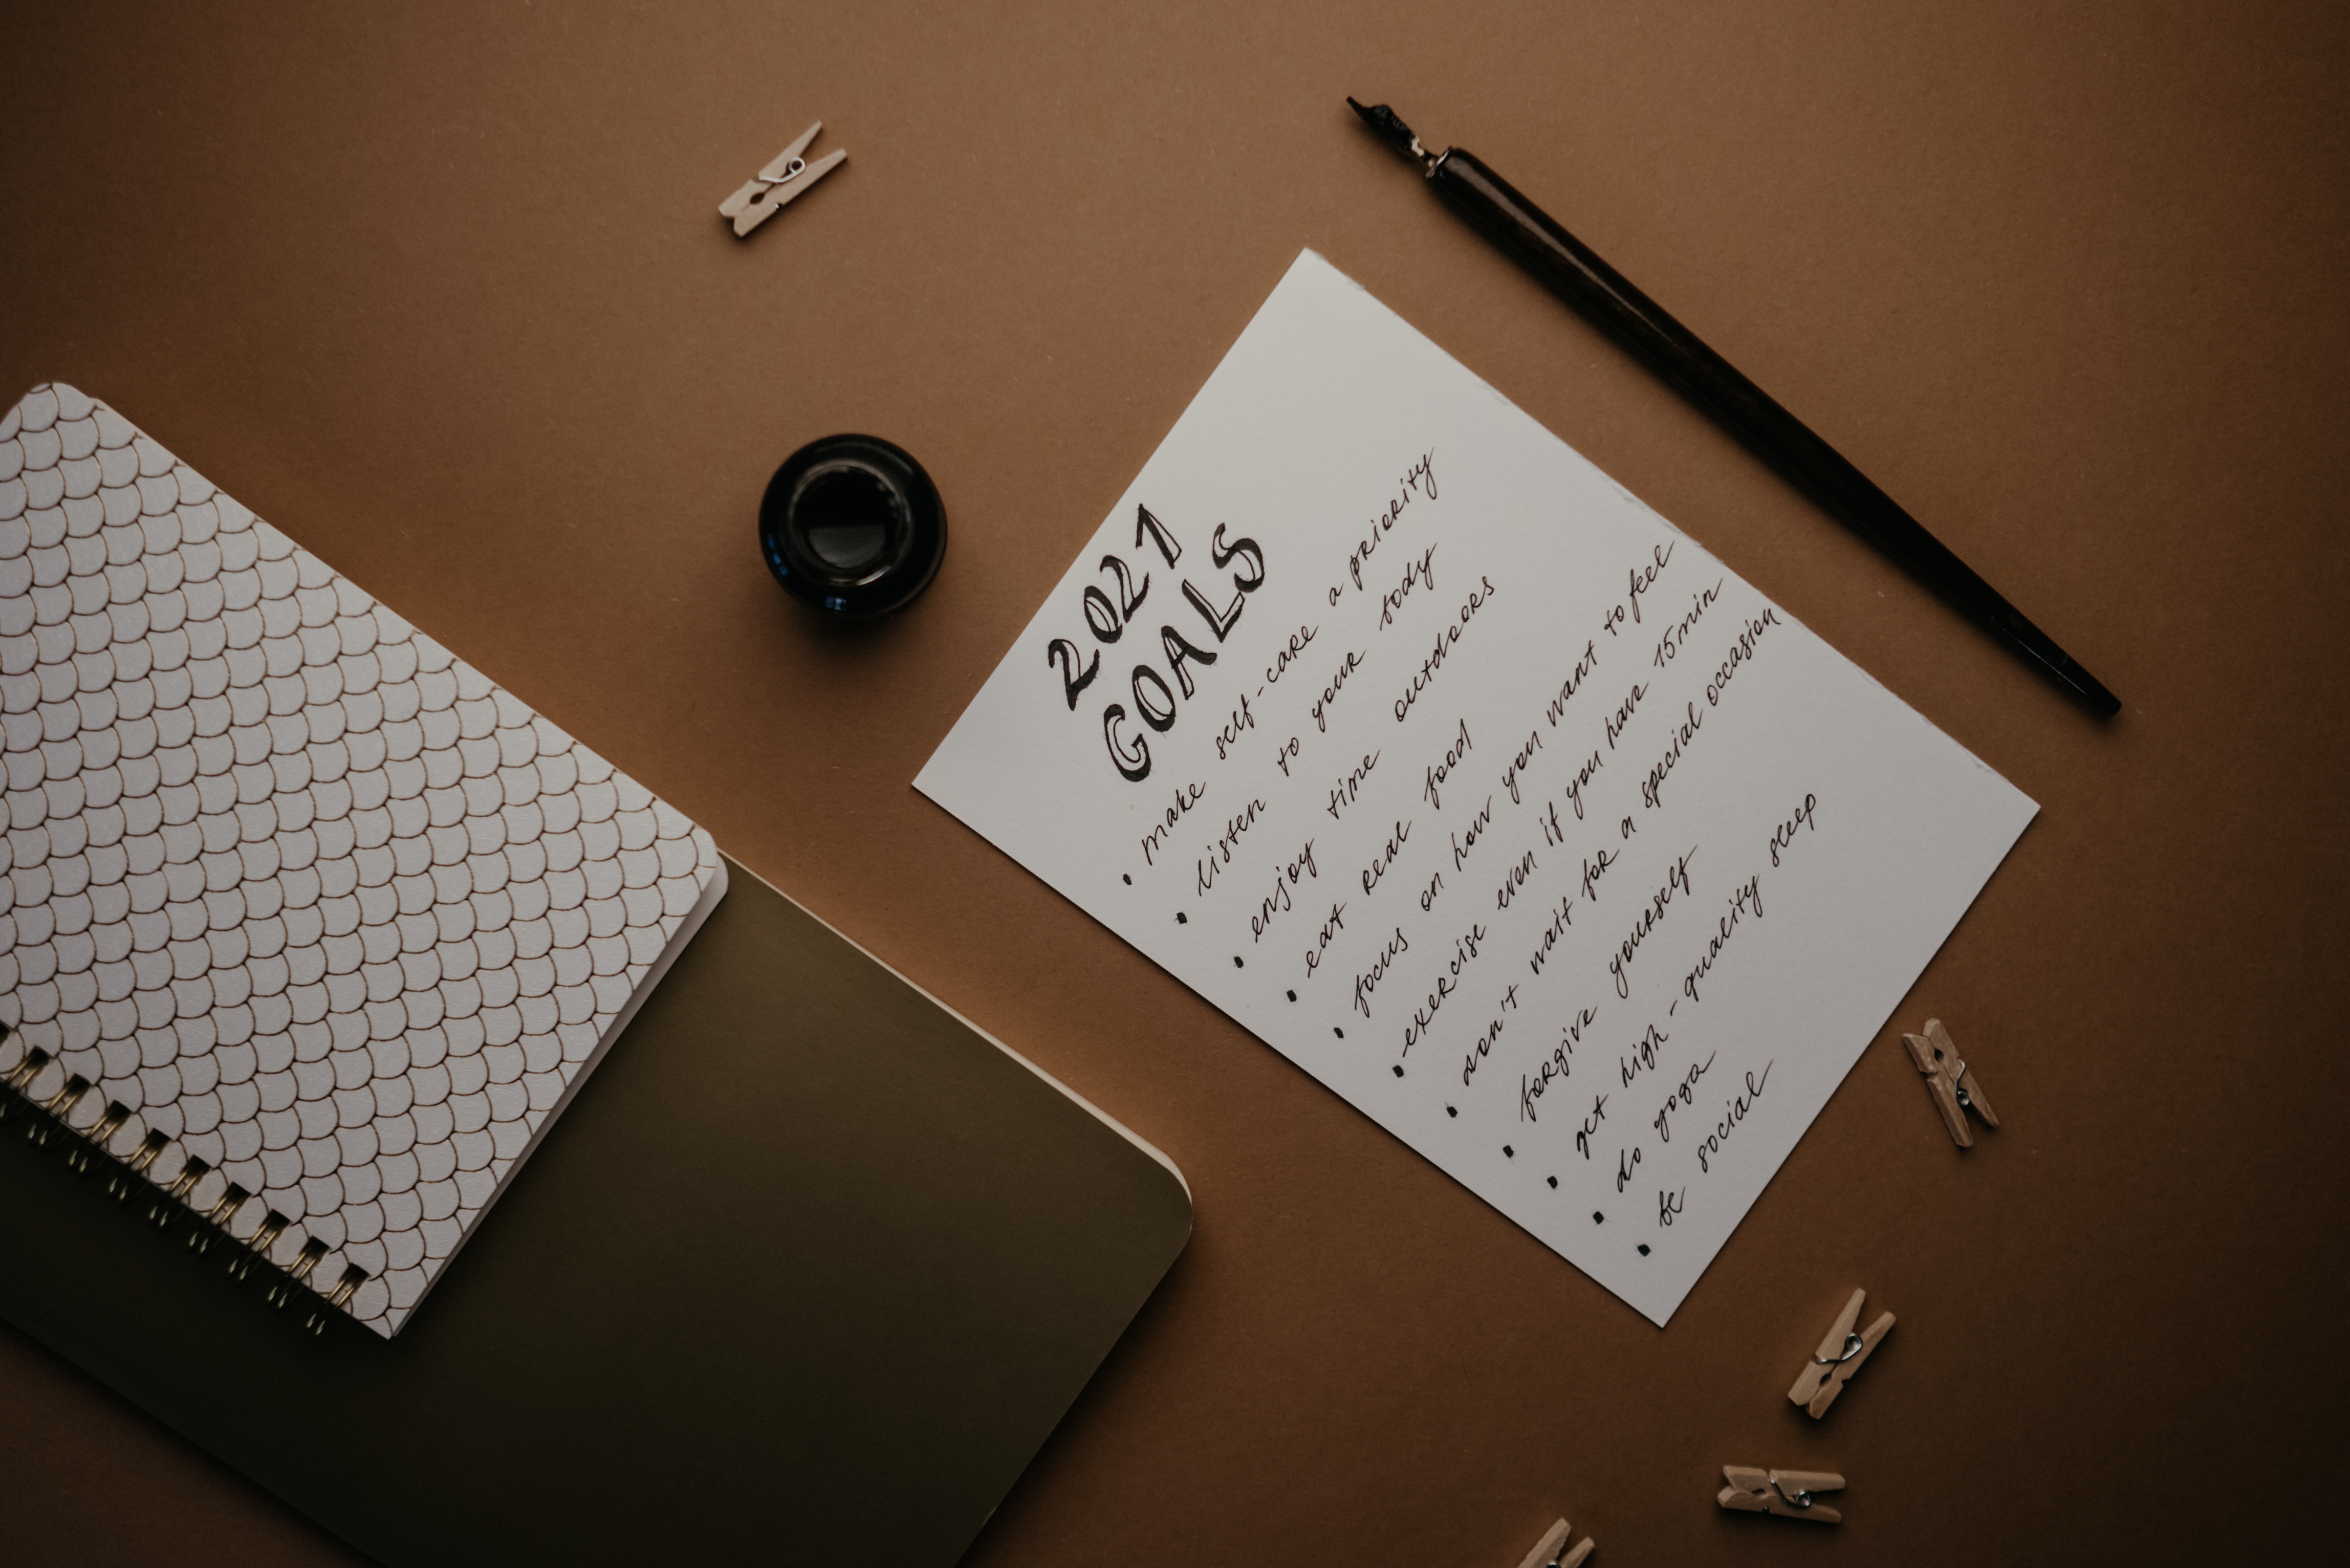 2021
GOALS
• make self-care a priority
• listen to your body
• enjoy time outdoors
• eat real food
• focus on how you want to feel
• exercise even if you have 15 min
• don't wait for a special occasion
• forgive yourself
• get high-quality sleep
• do yoga
• be social